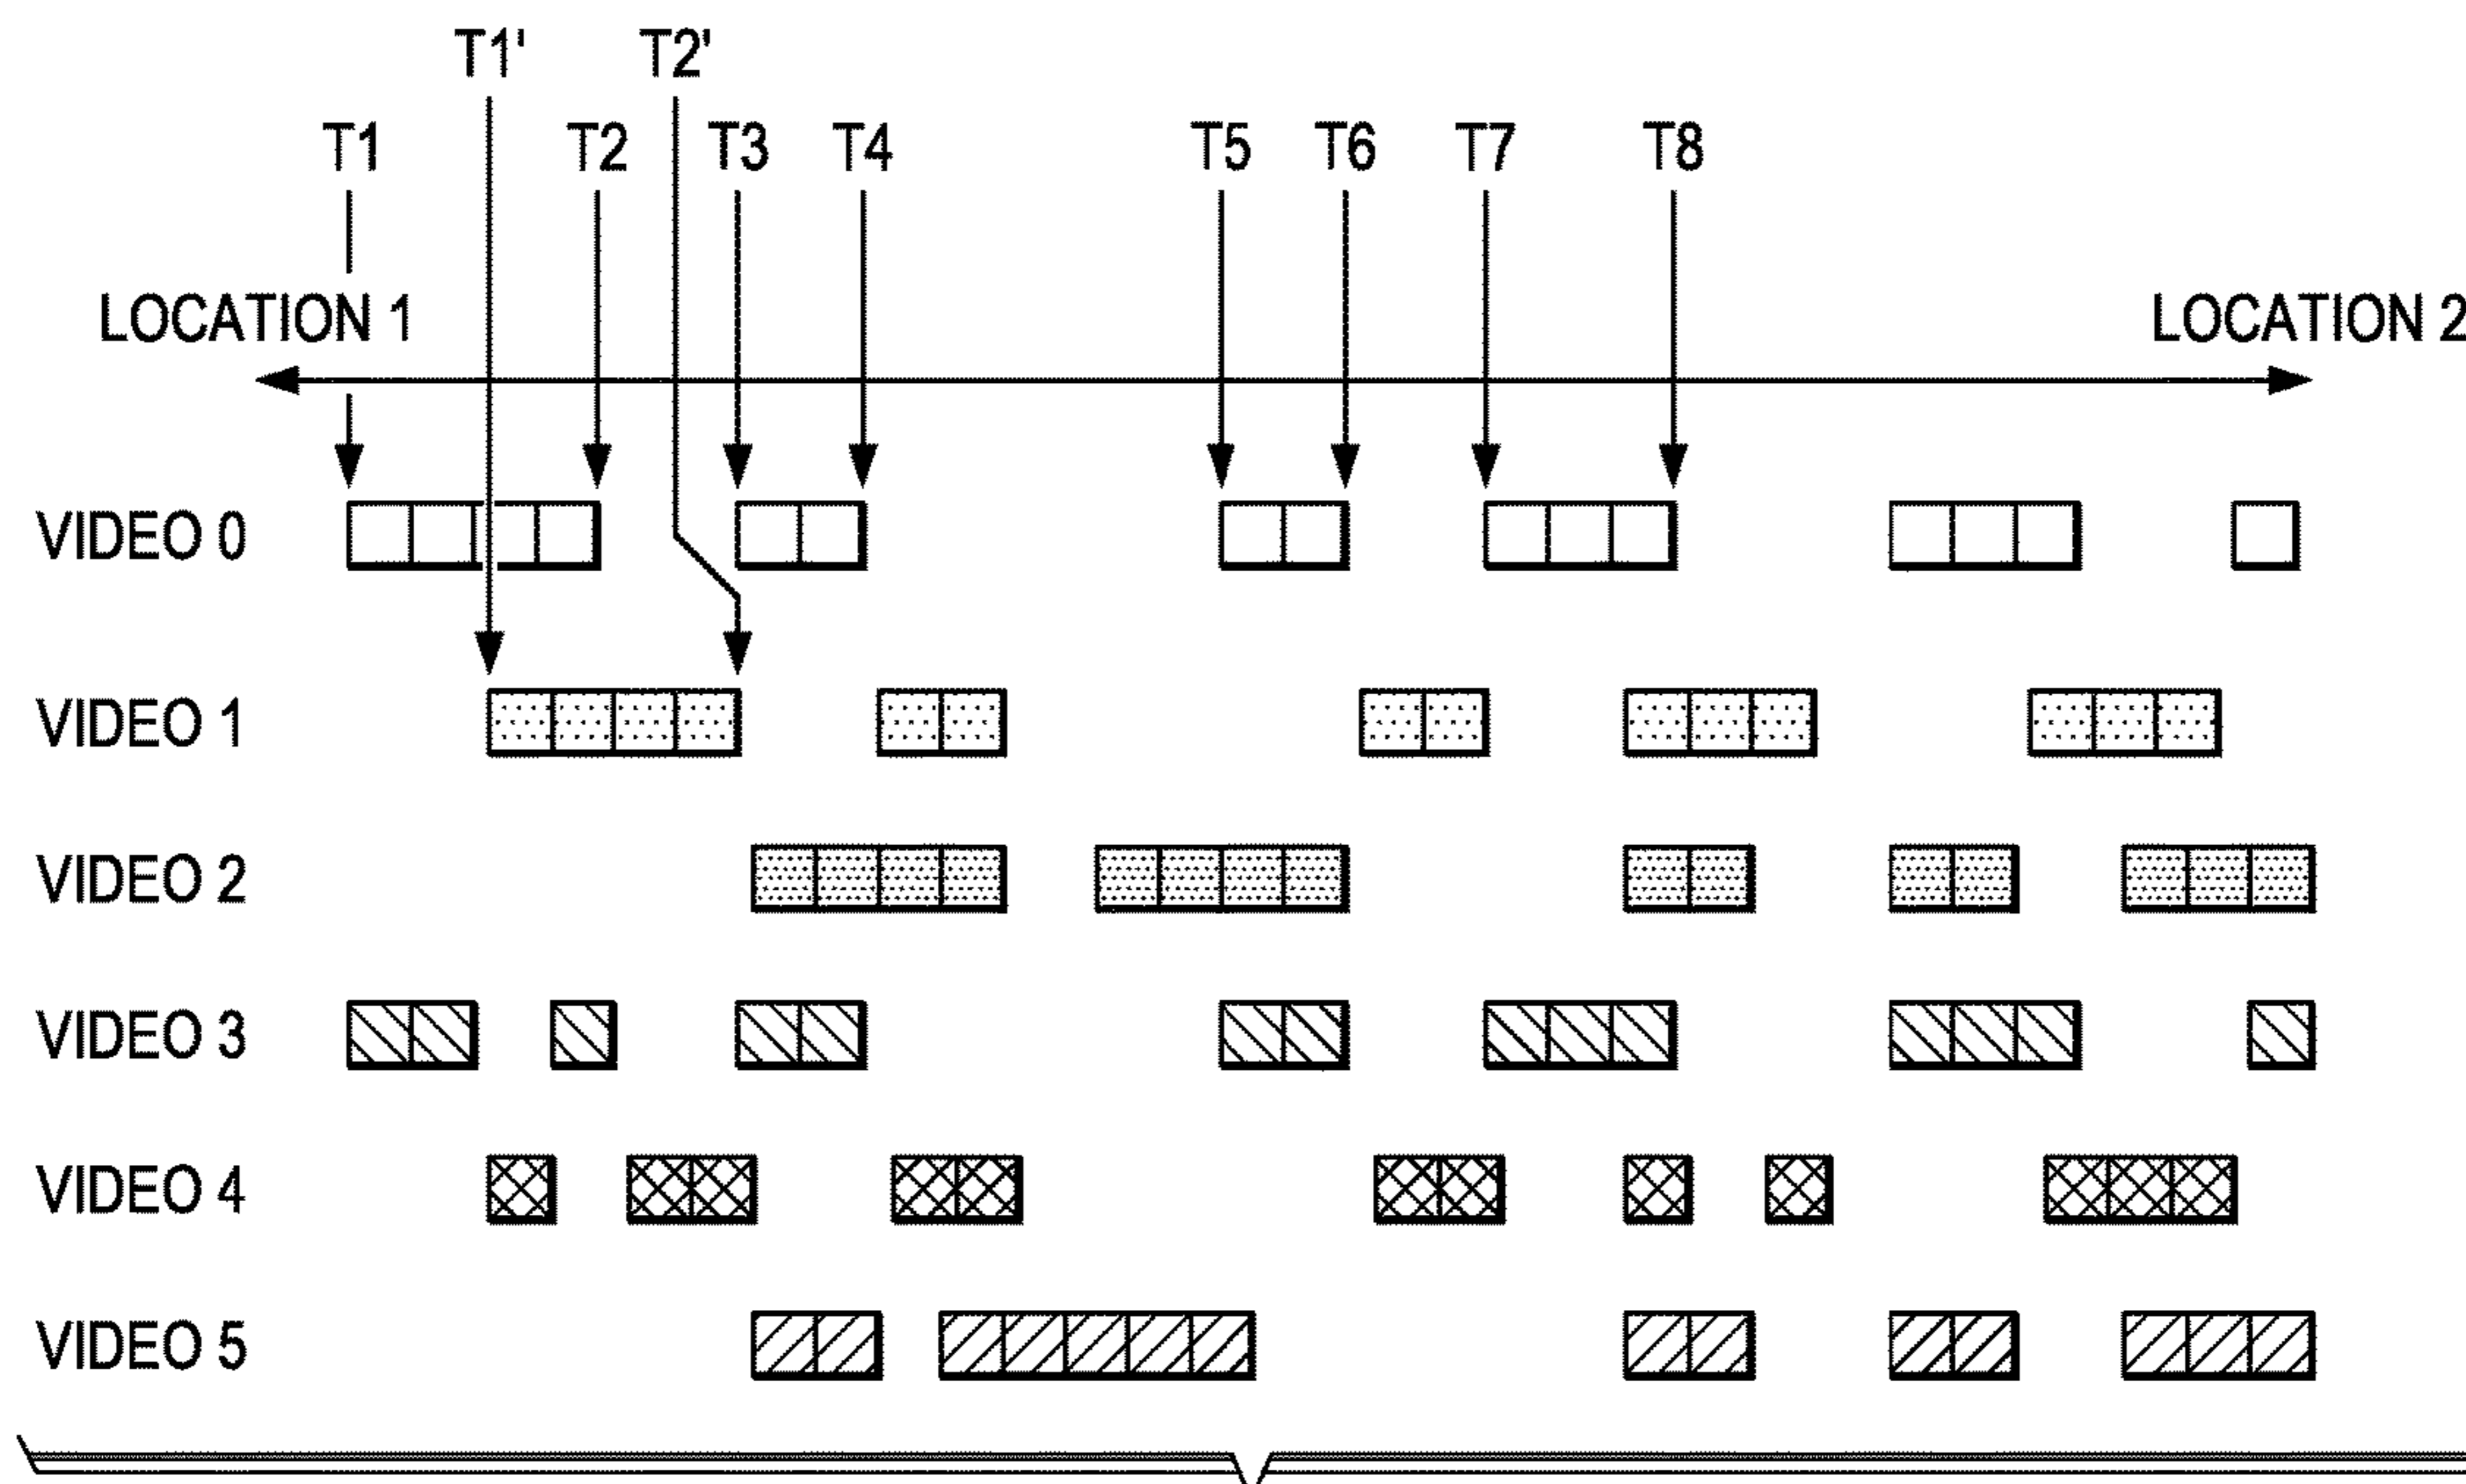 T1' T2'
T1 T2 T3 T4 T5 T6 T7 T8
LOCATION 1 LOCATION 2
VIDEO 0
VIDEO 1
VIDEO 2
VIDEO 3
VIDEO 4
VIDEO 5